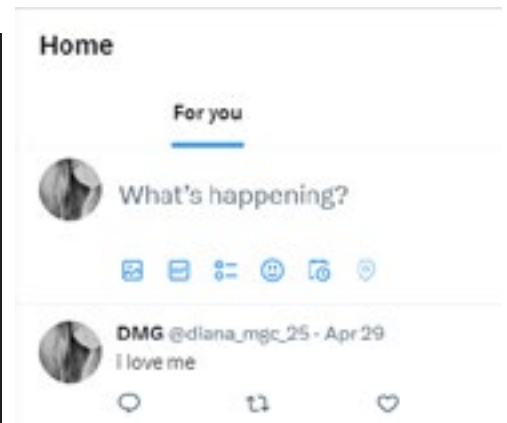 Home
For you
What's happening?
DMG @diana_mgc_25 · Apr 29
i love me